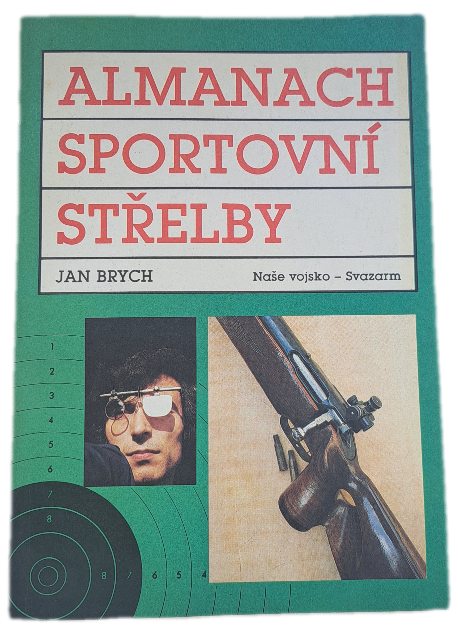 ALMANACH
SPORTOVNÍ
STŘELBY
JAN BRYCH Naše vojsko – Svazarm
1
2
3
4
5
6
7
8
8 7 6 5 4